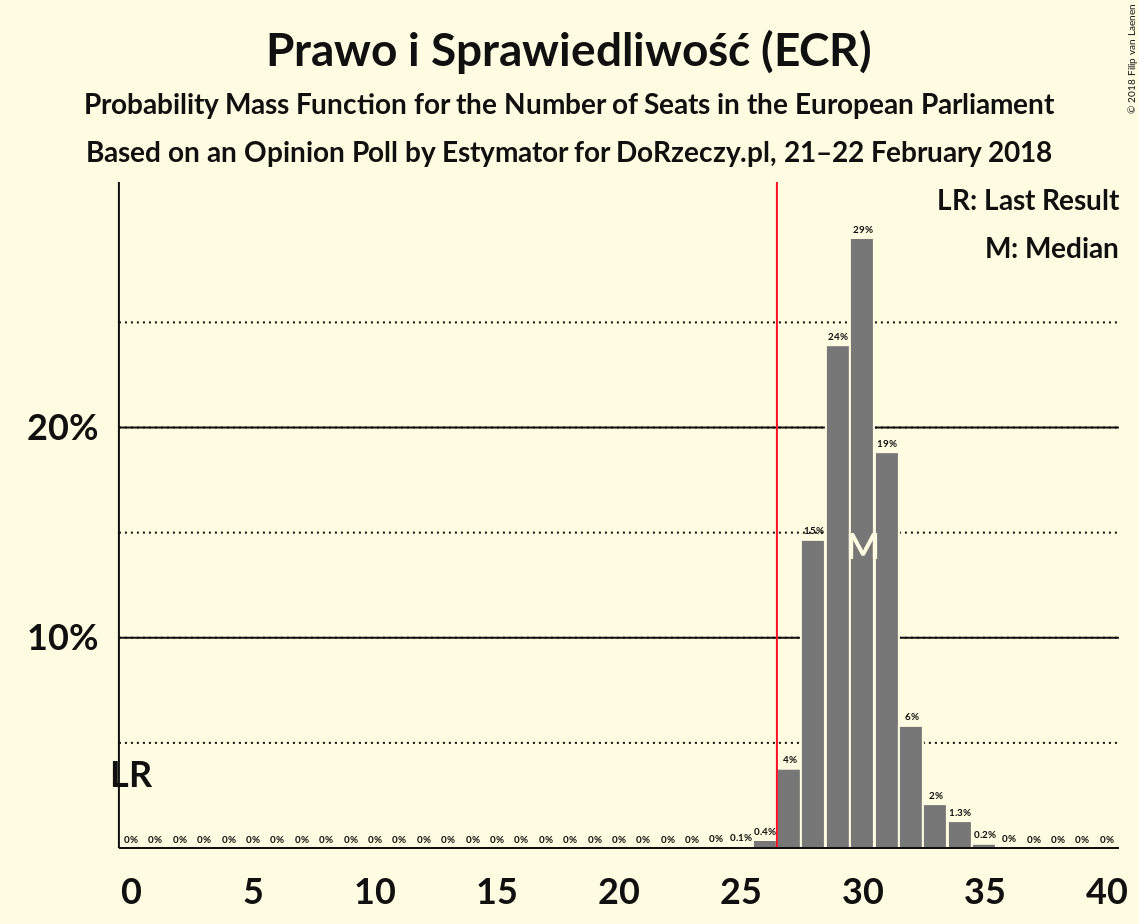 Prawo i Sprawiedliwość (ECR)
Probability Mass Function for the Number of Seats in the European Parliament
Based on an Opinion Poll by Estymator for DoRzeczy.pl, 21–22 February 2018
© 2018 Filip van Laenen
LR: Last Result
M: Median
29%
24%
20%
19%
15%
M
10%
6%
4%
LR
2%
1.3%
0% 0% 0% 0% 0% 0% 0% 0% 0% 0% 0% 0% 0% 0% 0% 0% 0% 0% 0% 0% 0% 0% 0% 0% 0% 0.1% 0.4% 0.2% 0% 0% 0% 0% 0%
0 5 10 15 20 25 30 35 40